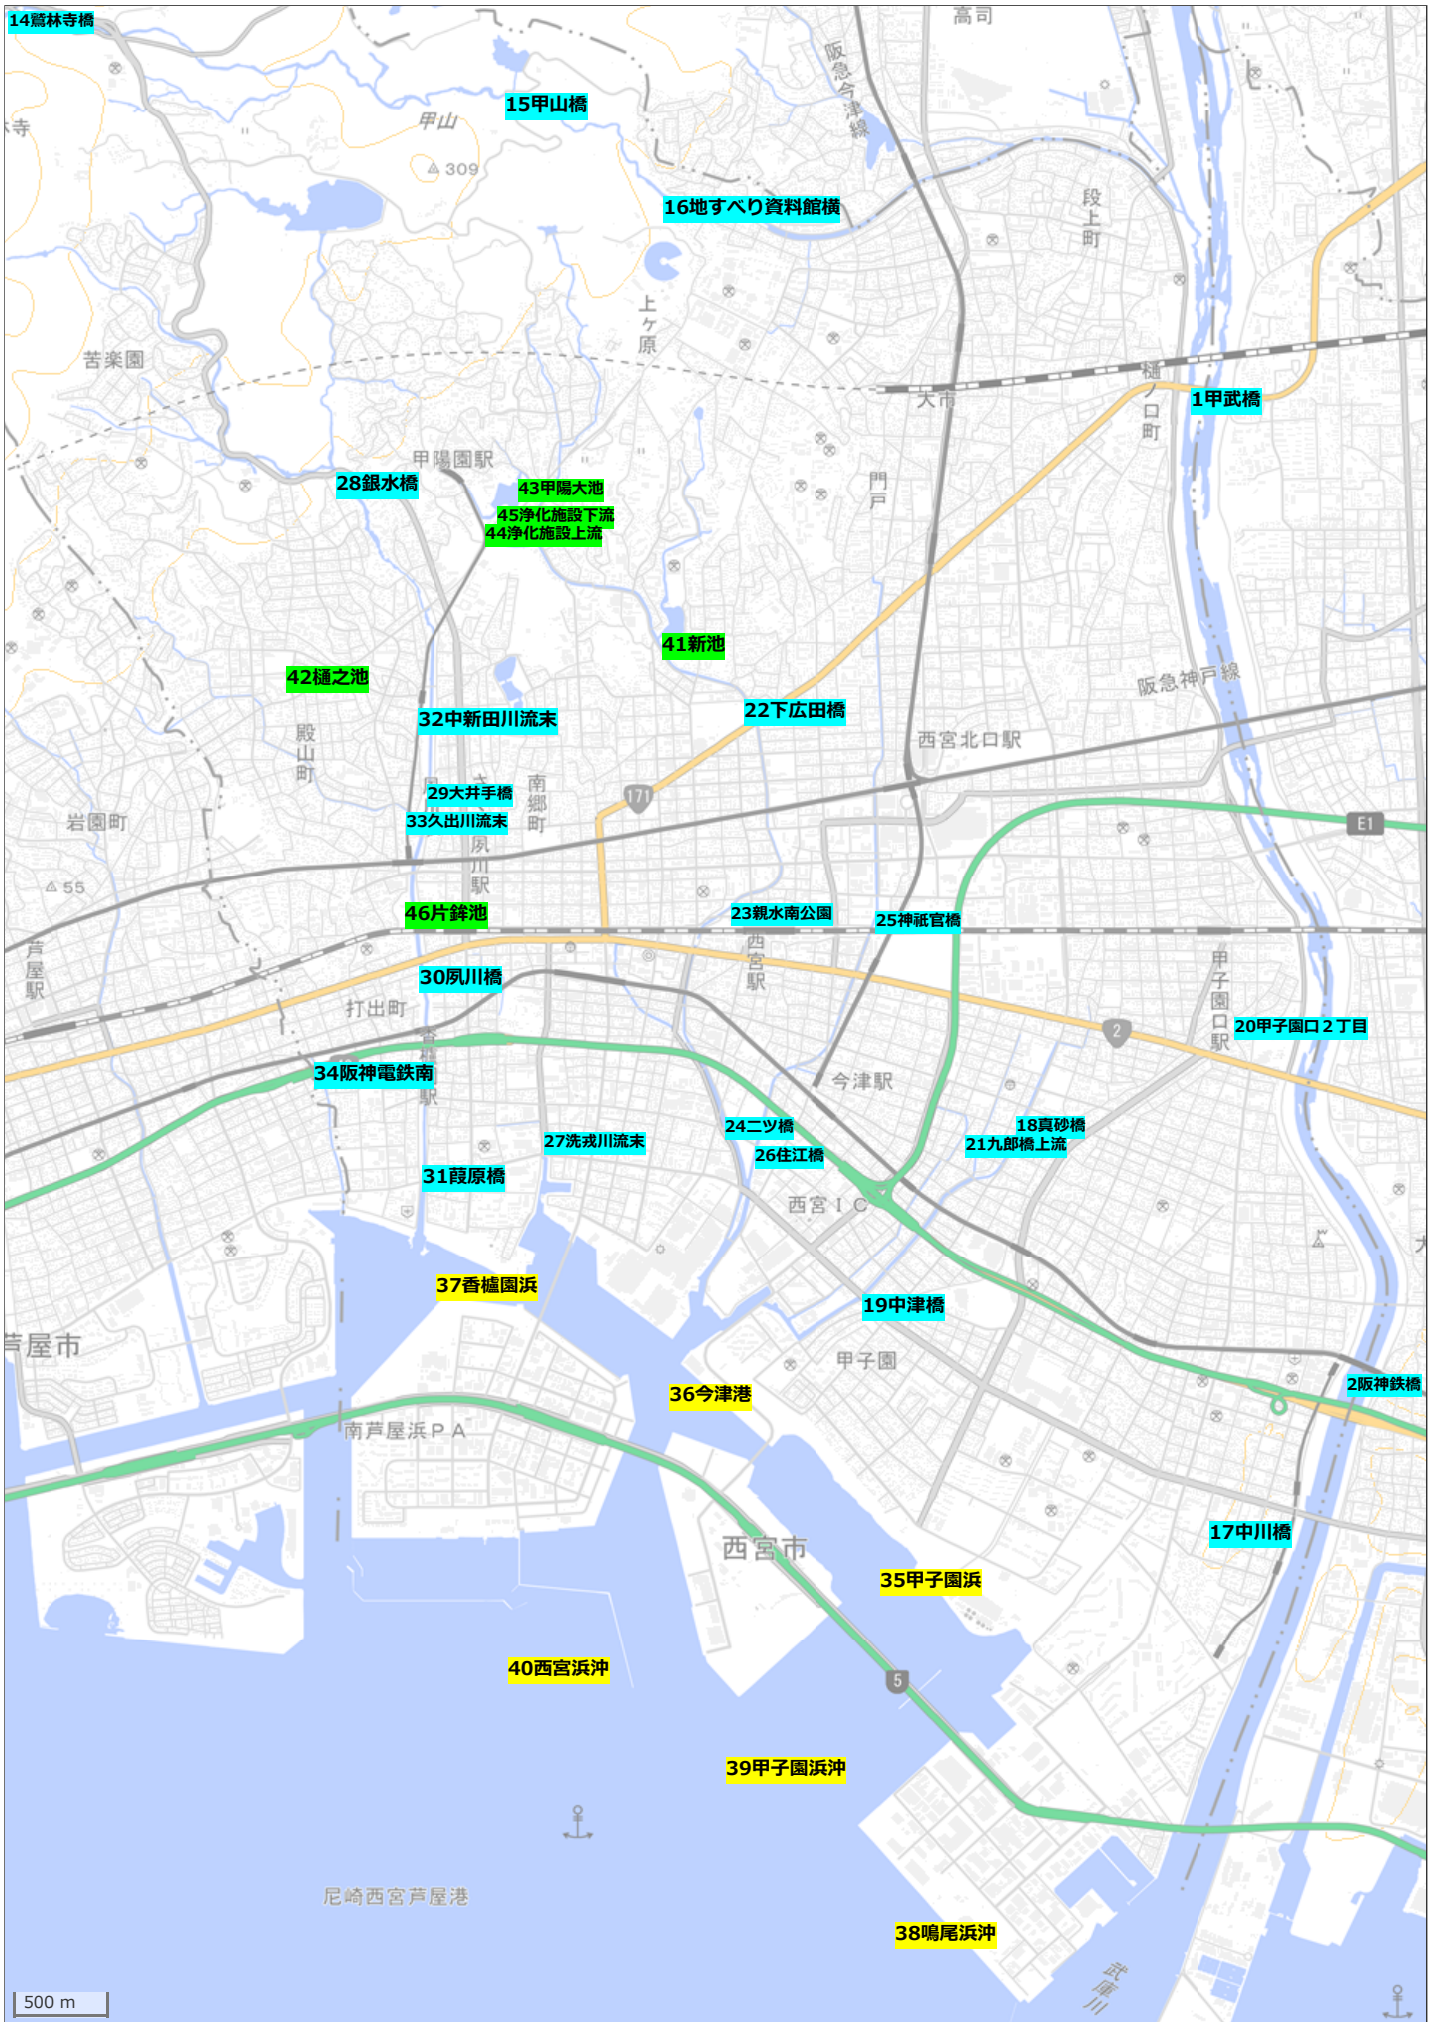 14鷲林寺橋
高司
阪急今津線
15甲山橋
甲山
309
16地すべり資料館横
段上町
上ヶ原
苦楽園
大市
樋ノ口町
1甲武橋
甲陽園駅
28銀水橋
43甲陽大池
門戸
45浄化施設下流
44浄化施設上流
41新池
42樋之池
阪急神戸線
32中新田川流末
22下広田橋
殿山町
西宮北口駅
南郷町
29大井手橋
171
33久出川流末
岩園町
E1
夙川駅
55
46片鉾池
23親水南公園
25神祇官橋
芦屋駅
西宮駅
30夙川橋
甲子園口駅
打出町
2
20甲子園口２丁目
34阪神電鉄南
今津駅
24二ツ橋
18真砂橋
27洗戎川流末
21九郎橋上流
26住江橋
31葭原橋
西宮ＩＣ
37香櫨園浜
19中津橋
芦屋市
甲子園
2阪神鉄橋
36今津港
南芦屋浜ＰＡ
17中川橋
西宮市
35甲子園浜
40西宮浜沖
5
39甲子園浜沖
尼崎西宮芦屋港
38鳴尾浜沖
武庫川
500 m